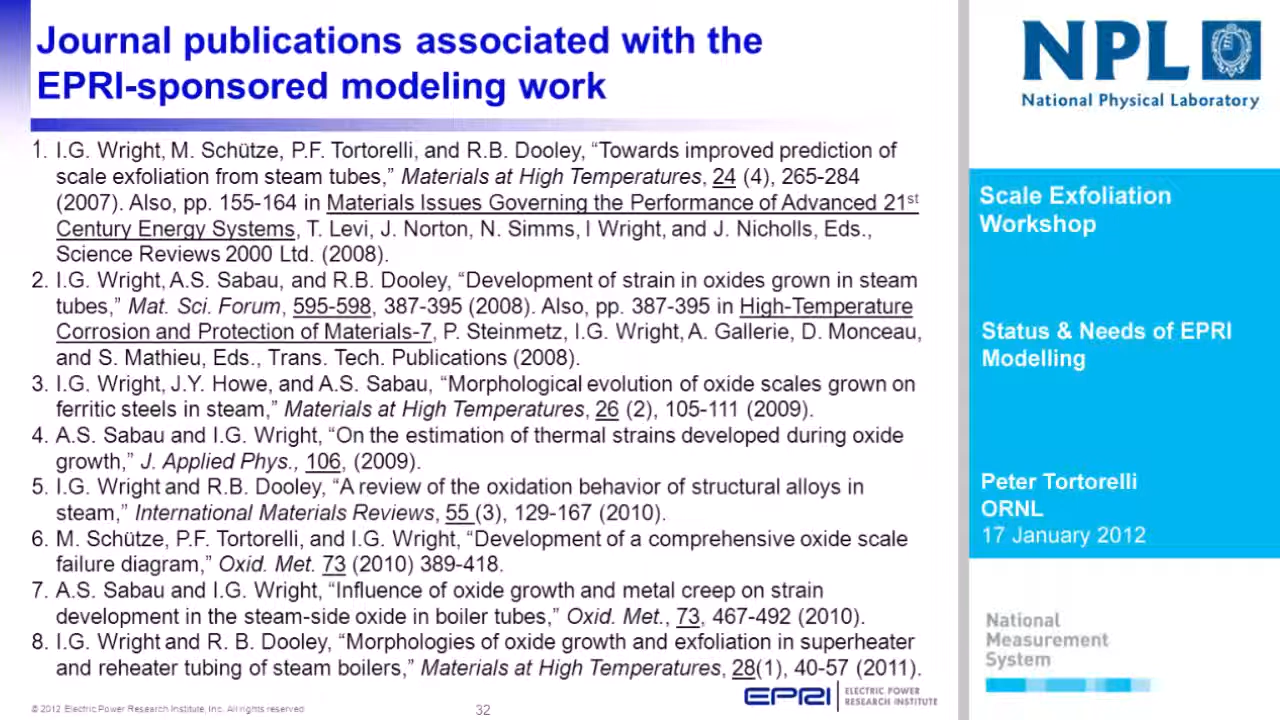 Journal publications associated with the
EPRI-sponsored modeling work
1. I.G. Wright, M. Schütze, P.F. Tortorelli, and R.B. Dooley, “Towards improved prediction of
scale exfoliation from steam tubes,” Materials at High Temperatures, 24 (4), 265-284
(2007). Also, pp. 155-164 in Materials Issues Governing the Performance of Advanced 21st
Century Energy Systems, T. Levi, J. Norton, N. Simms, I Wright, and J. Nicholls, Eds.,
Science Reviews 2000 Ltd. (2008).
2. I.G. Wright, A.S. Sabau, and R.B. Dooley, “Development of strain in oxides grown in steam
tubes,” Mat. Sci. Forum, 595-598, 387-395 (2008). Also, pp. 387-395 in High-Temperature
Corrosion and Protection of Materials-7, P. Steinmetz, I.G. Wright, A. Gallerie, D. Monceau,
and S. Mathieu, Eds., Trans. Tech. Publications (2008).
3. I.G. Wright, J.Y. Howe, and A.S. Sabau, “Morphological evolution of oxide scales grown on
ferritic steels in steam,” Materials at High Temperatures, 26 (2), 105-111 (2009).
4. A.S. Sabau and I.G. Wright, “On the estimation of thermal strains developed during oxide
growth,” J. Applied Phys., 106, (2009).
5. I.G. Wright and R.B. Dooley, “A review of the oxidation behavior of structural alloys in
steam,” International Materials Reviews, 55 (3), 129-167 (2010).
6. M. Schütze, P.F. Tortorelli, and I.G. Wright, “Development of a comprehensive oxide scale
failure diagram,” Oxid. Met. 73 (2010) 389-418.
7. A.S. Sabau and I.G. Wright, “Influence of oxide growth and metal creep on strain
development in the steam-side oxide in boiler tubes,” Oxid. Met., 73, 467-492 (2010).
8. I.G. Wright and R. B. Dooley, “Morphologies of oxide growth and exfoliation in superheater
and reheater tubing of steam boilers,” Materials at High Temperatures, 28(1), 40-57 (2011).
© 2012 Electric Power Research Institute, Inc. All rights reserved
32
EPRI
ELECTRIC POWER
RESEARCH INSTITUTE
NPL
National Physical Laboratory
Scale Exfoliation
Workshop
Status & Needs of EPRI
Modelling
Peter Tortorelli
ORNL
17 January 2012
National
Measurement
System